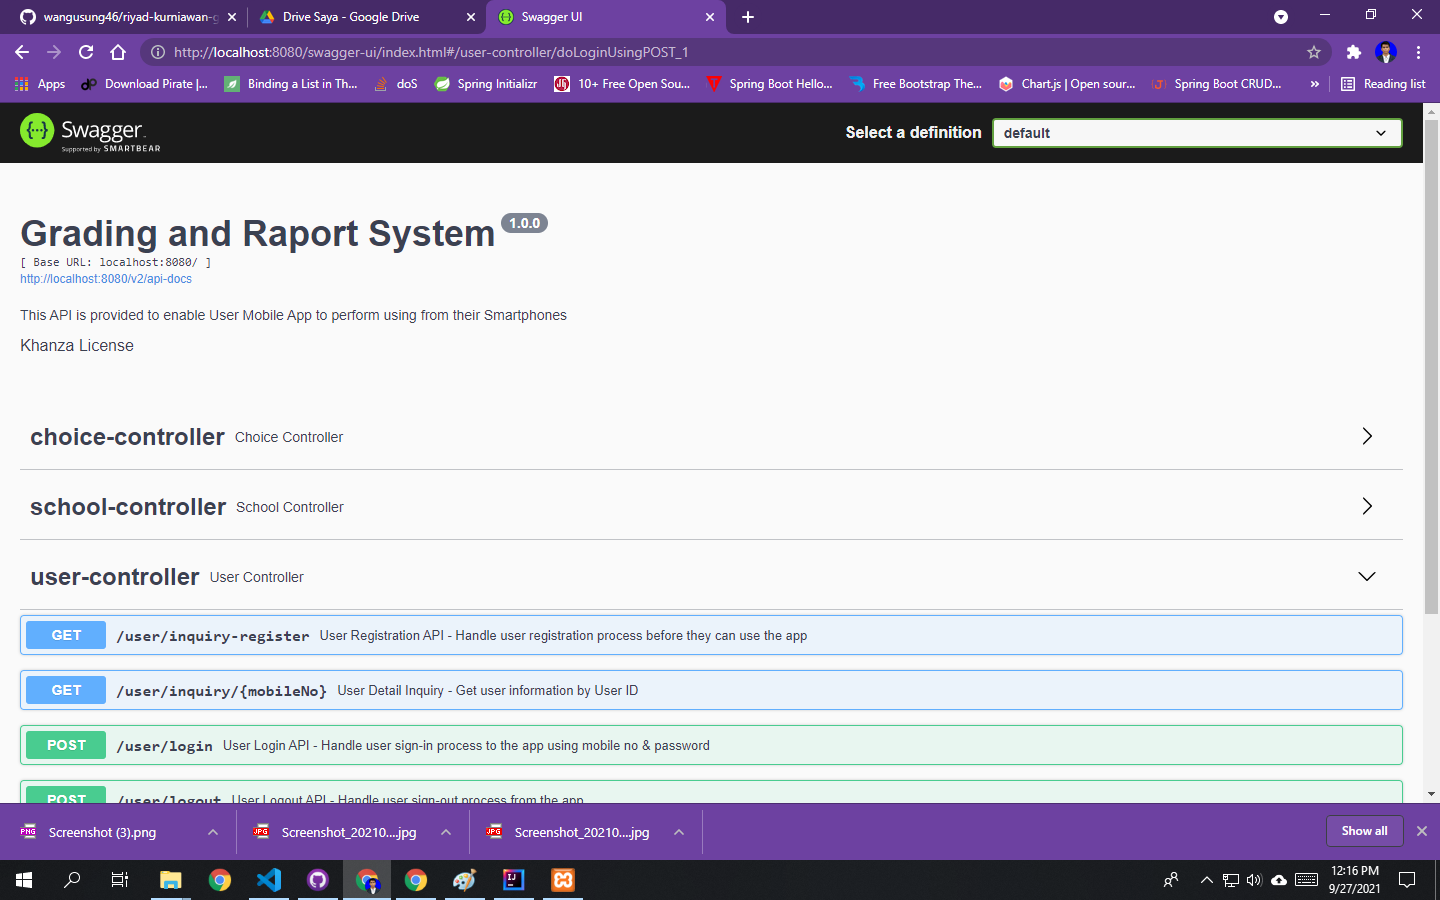 wangusung46/riyad-kurniawan-g
Drive Saya - Google Drive
Swagger UI
http://localhost:8080/swagger-ui/index.html#/user-controller/doLoginUsingPOST_1
Apps
Download Pirate |...
Binding a List in Th...
doS
Spring Initializr
10+ Free Open Sou...
Spring Boot Hello...
Free Bootstrap The...
Chart.js | Open sour...
Spring Boot CRUD...
»
Reading list
Swagger
Supported by SMARTBEAR
Select a definition
default
Grading and Raport System 1.0.0
[ Base URL: localhost:8080/ ]
http://localhost:8080/v2/api-docs
This API is provided to enable User Mobile App to perform using from their Smartphones
Khanza License
choice-controller Choice Controller
school-controller School Controller
user-controller User Controller
GET /user/inquiry-register User Registration API - Handle user registration process before they can use the app
GET /user/inquiry/{mobileNo} User Detail Inquiry - Get user information by User ID
POST /user/login User Login API - Handle user sign-in process to the app using mobile no & password
POST /user/logout User Logout API - Handle user sign-out process from the app
PNG Screenshot (3).png
JPG Screenshot_20210....jpg
JPG Screenshot_20210....jpg
Show all
12:16 PM
9/27/2021